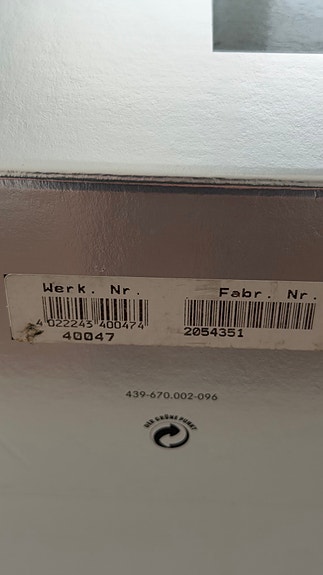 Werk. Nr. Fabr. Nr.
4 022243 400474 2054351
40047
439-670.002-096
DER GRÜNE PUNKT